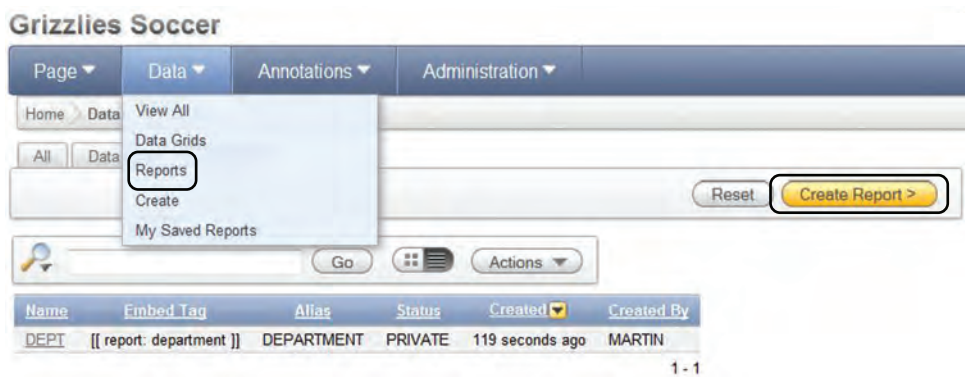 Grizzlies Soccer
Page Data Annotations Administration
Home Data
View All
Data Grids
All Data
Reports
Create
My Saved Reports
Reset Create Report >
Go Actions
Name Embed Tag Alias Status Created Created By
DEPT [[ report: department ]] DEPARTMENT PRIVATE 119 seconds ago MARTIN
1 - 1